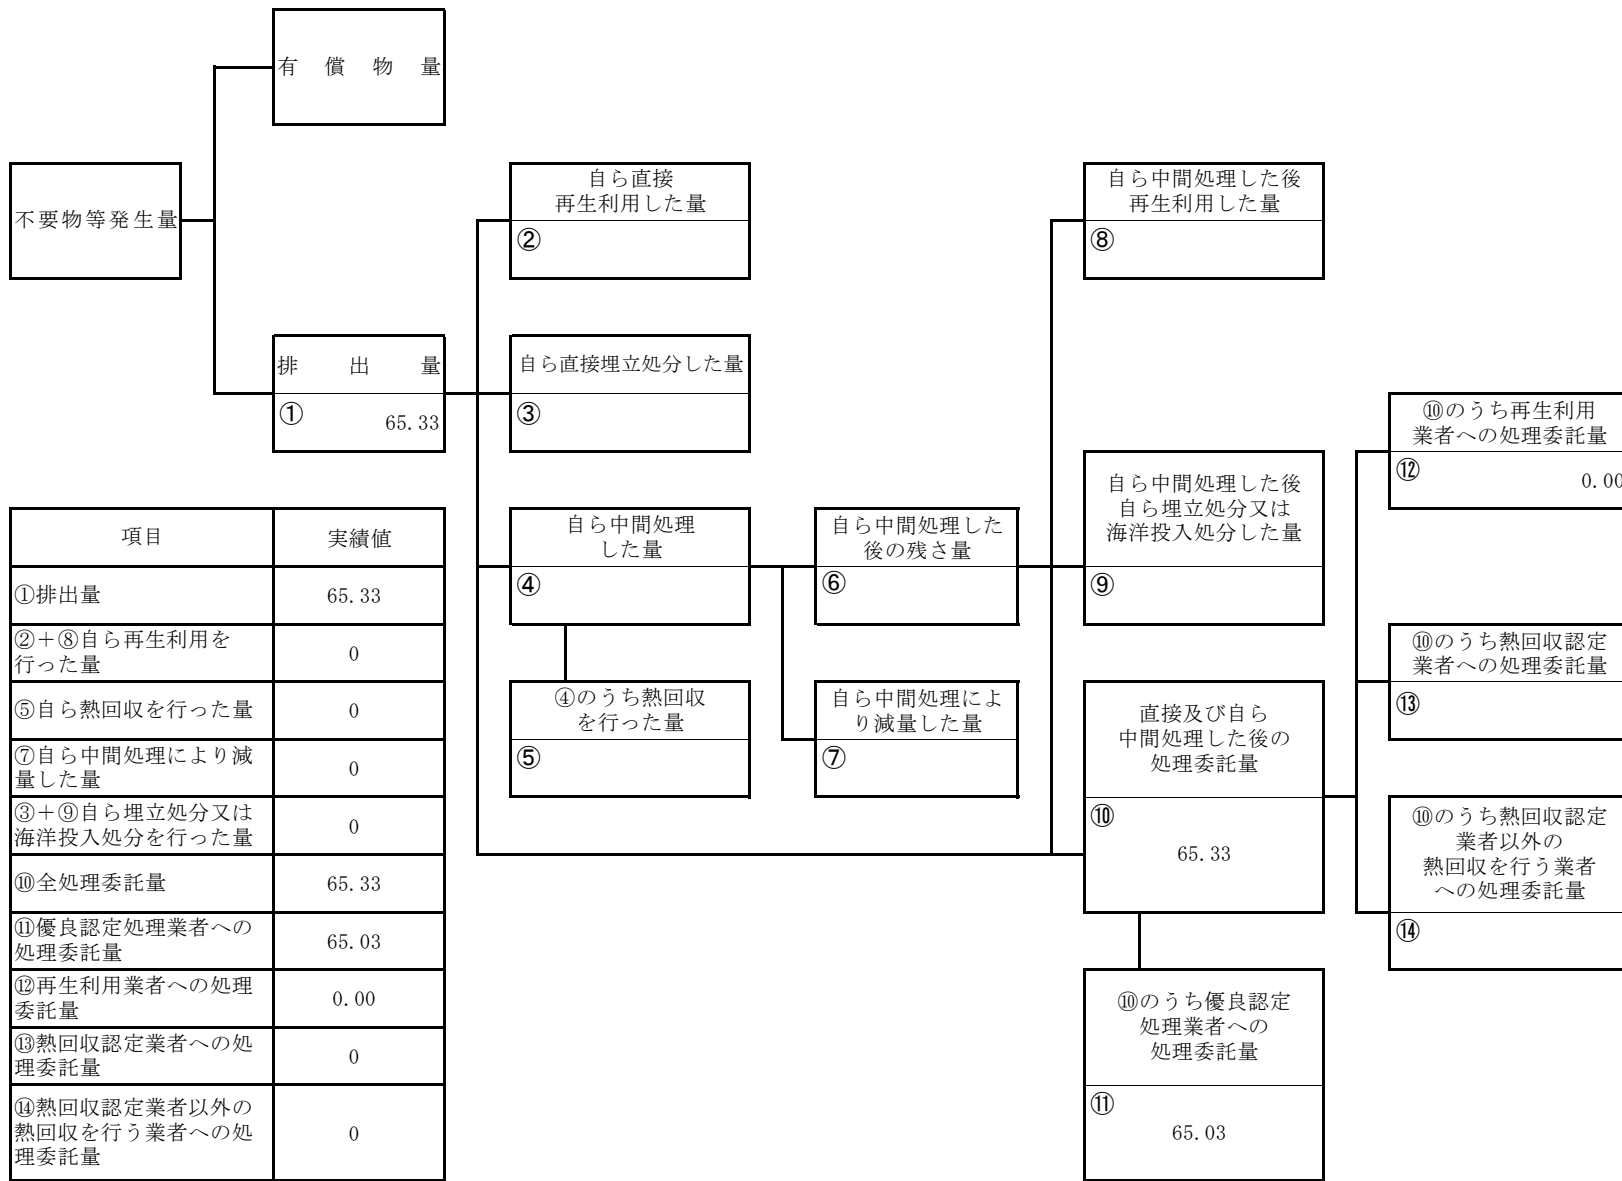 有償物量
不要物等発生量
自ら直接
再生利用した量
②
自ら中間処理した後
再生利用した量
⑧
排出量
①
65.33
自ら直接埋立処分した量
③
⑩のうち再生利用
業者への処理委託量
⑫
0.00
自ら中間処理
した量
④
自ら中間処理した
後の残さ量
⑥
自ら中間処理した後
自ら埋立処分又は
海洋投入処分した量
⑨
⑩のうち熱回収認定
業者への処理委託量
⑬
④のうち熱回収
を行った量
⑤
自ら中間処理によ
り減量した量
⑦
直接及び自ら
中間処理した後の
処理委託量
⑩
65.33
⑩のうち熱回収認定
業者以外の
熱回収を行う業者
への処理委託量
⑭
⑩のうち優良認定
処理業者への
処理委託量
⑪
65.03
項目 実績値
①排出量 65.33
②+⑧自ら再生利用を
行った量
0
⑤自ら熱回収を行った量 0
⑦自ら中間処理により減
量した量
0
③+⑨自ら埋立処分又は
海洋投入処分を行った量
0
⑩全処理委託量 65.33
⑪優良認定処理業者への
処理委託量
65.03
⑫再生利用業者への処理
委託量
0.00
⑬熱回収認定業者への処
理委託量
0
⑭熱回収認定業者以外の
熱回収を行う業者への処
理委託量
0